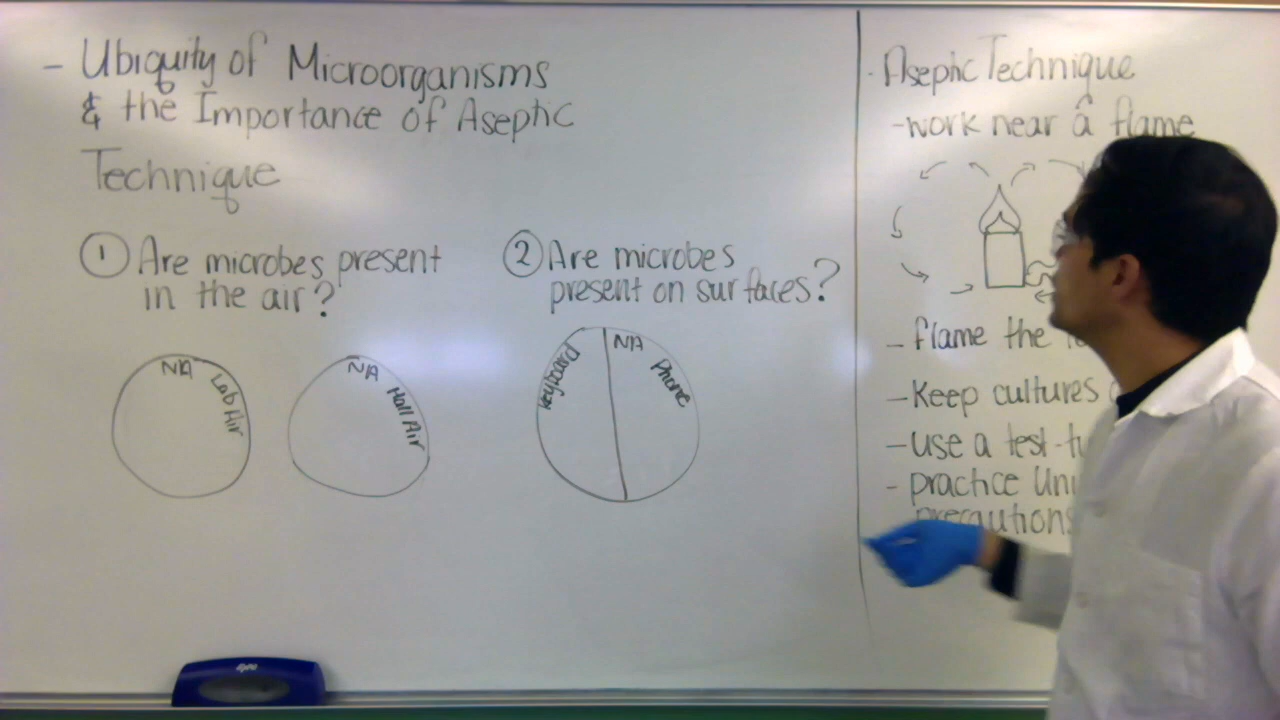 - Ubiquity of Microorganisms
& the Importance of Aseptic
Technique
① Are microbes present
in the air?
NA
Lab Air
NA
Hall Air
② Are microbes
present on surfaces?
Keyboard
NA
Phone
- Aseptic Technique
- work near a flame
- flame the
- Keep cultures
- use a
- practice
precautions
expo